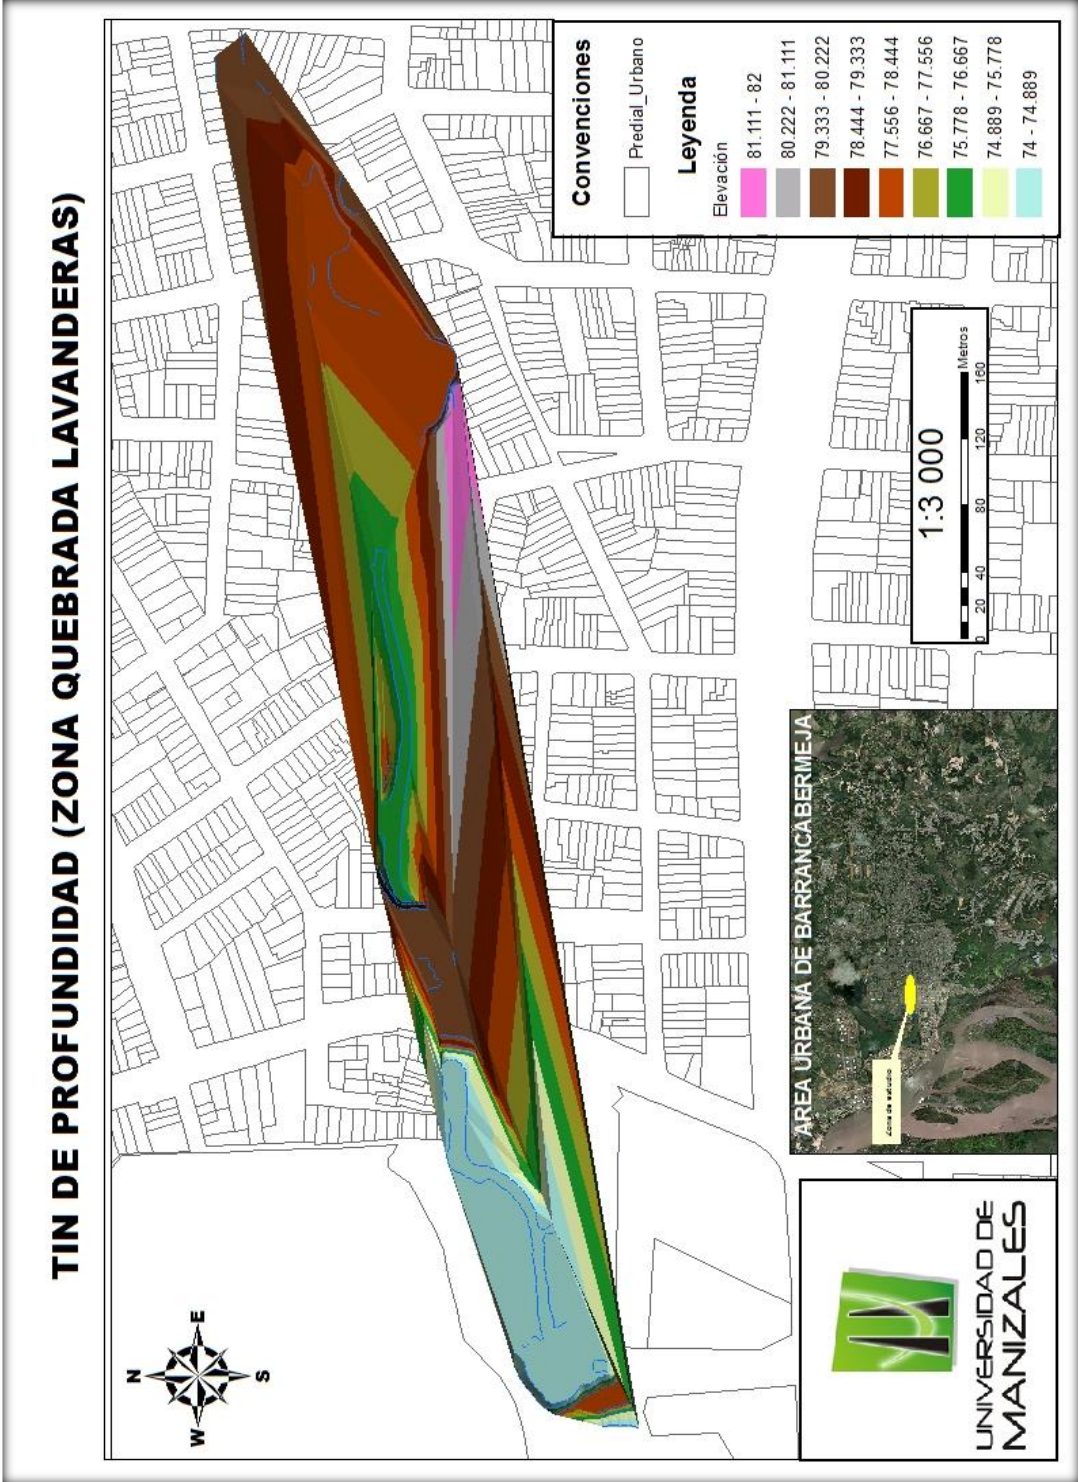 TIN DE PROFUNDIDAD (ZONA QUEBRADA LAVANDERAS)
N
W
E
S
Convenciones
Predial_Urbano
Leyenda
Elevación
81.111 - 82
80.222 - 81.111
79.333 - 80.222
78.444 - 79.333
77.556 - 78.444
76.667 - 77.556
75.778 - 76.667
74.889 - 75.778
74 - 74.889
1:3 000
0 20 40 80 120 160
Metros
AREA URBANA DE BARRANCABERMEJA
Zona de estudio
UNIVERSIDAD DE
MANIZALES